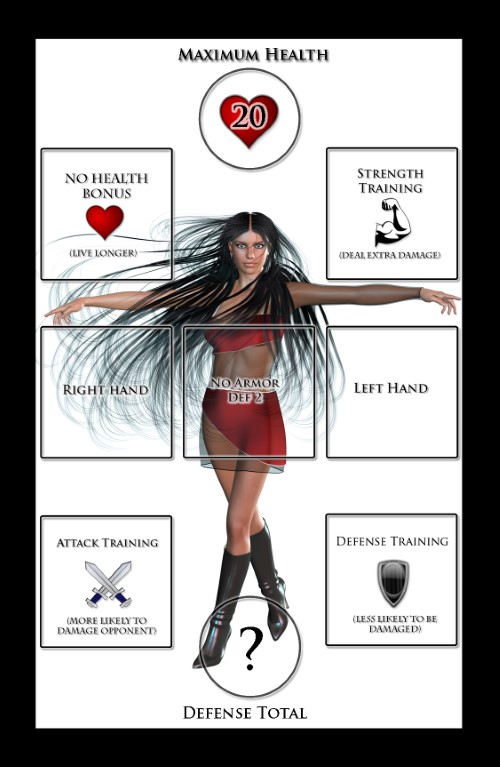 Maximum Health
20
No Health
Bonus
(Live Longer)
Strength
Training
(Deal Extra Damage)
Right Hand
No Armor
Def 2
Left Hand
Attack Training
(More likely to
damage opponent)
Defense Training
(Less likely to be
damaged)
?
Defense Total